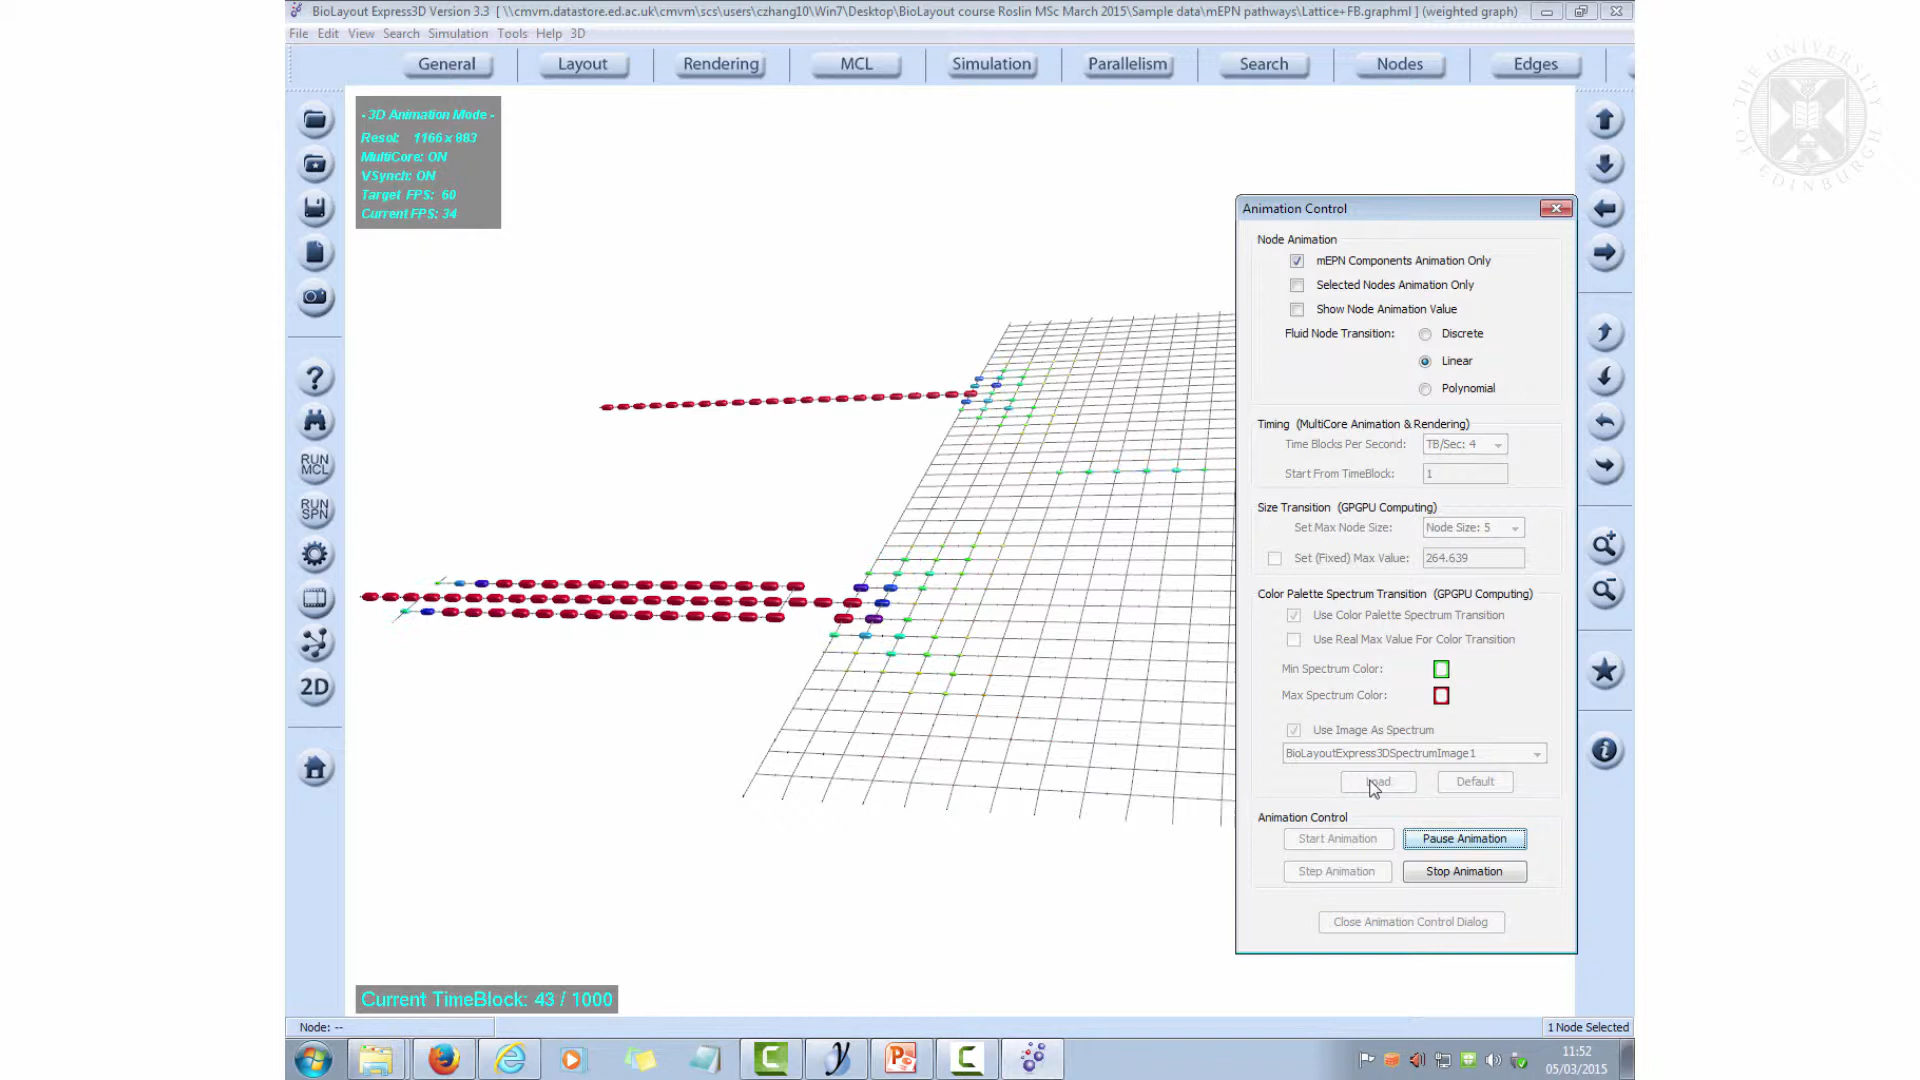 BioLayout Express3D Version 3.3 [ \\cmvm.datastore.ed.ac.uk\cmvm\scs\users\czhang10\Win7\Desktop\BioLayout course Roslin MSc March 2015\Sample data\mEPN pathways\Lattice+FB.graphml ] (weighted graph)
File Edit View Search Simulation Tools Help 3D
General Layout Rendering MCL Simulation Parallelism Search Nodes Edges
THE UNIVERSITY OF EDINBURGH
- 3D Animation Mode -
Resol: 1166 x 983
MultiCore: ON
VSynch: ON
Target FPS: 60
Current FPS: 34
RUN MCL
RUN SPN
2D
Animation Control
Node Animation
mEPN Components Animation Only
Selected Nodes Animation Only
Show Node Animation Value
Fluid Node Transition: Discrete
Linear
Polynomial
Timing (MultiCore Animation & Rendering)
Time Blocks Per Second: TB/Sec: 4
Start From TimeBlock: 1
Size Transition (GPGPU Computing)
Set Max Node Size: Node Size: 5
Set (Fixed) Max Value: 264.639
Color Palette Spectrum Transition (GPGPU Computing)
Use Color Palette Spectrum Transition
Use Real Max Value For Color Transition
Min Spectrum Color:
Max Spectrum Color:
Use Image As Spectrum
BioLayoutExpress3DSpectrumImage1
Load Default
Animation Control
Start Animation Pause Animation
Step Animation Stop Animation
Close Animation Control Dialog
Current TimeBlock: 43 / 1000
Node: --
1 Node Selected
11:52
05/03/2015